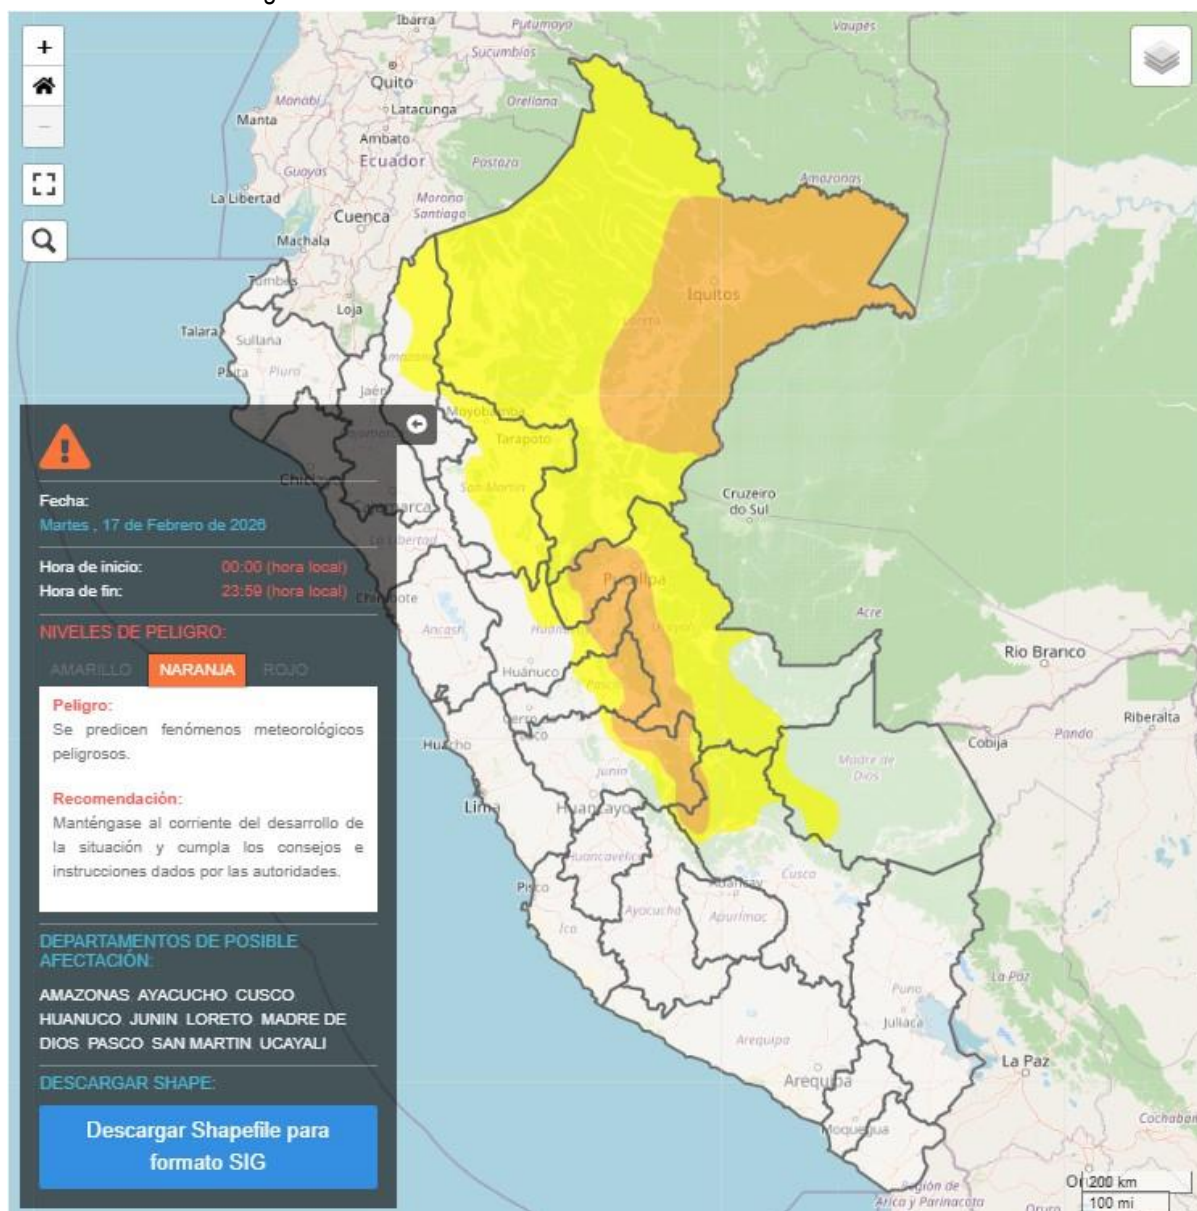 Ibarra
Putumayo
Vaupés
Sucumbíos
Quito
Orellana
Manabí
Latacunga
Manta
Ambato
Ecuador
Pastaza
Guayas
La Libertad
Morona
Santiago
Amazonas
Cuenca
Machala
Tumbes
Iquitos
Loja
Loreto
Talara
Sullana
Amazonas
Paita
Piura
Jaén
Moyobamba
Tarapoto
Cajamarca
San Martín
La Libertad
Cruzeiro
do Sul
Pucallpa
Acre
Ancash
Rio Branco
Huánuco
Pasco
Riberalta
Cobija
Pando
Huacho
Madre de
Dios
Junín
Lima
Huancayo
Huancavelica
Cusco
Abancay
Pisco
Ayacucho
Apurímac
Ica
La Paz
Puno
Juliaca
Arequipa
La Paz
Arequipa
Moquegua
Región de
Arica y Parinacota
Oruro
200 km
100 mi
Fecha:
Martes , 17 de Febrero de 2026
Hora de inicio: 00:00 (hora local)
Hora de fin: 23:59 (hora local)
NIVELES DE PELIGRO:
AMARILLO NARANJA ROJO
Peligro:
Se predicen fenómenos meteorológicos
peligrosos.
Recomendación:
Manténgase al corriente del desarrollo de
la situación y cumpla los consejos e
instrucciones dados por las autoridades.
DEPARTAMENTOS DE POSIBLE
AFECTACIÓN:
AMAZONAS AYACUCHO CUSCO
HUANUCO JUNIN LORETO MADRE DE
DIOS PASCO SAN MARTIN UCAYALI
DESCARGAR SHAPE:
Descargar Shapefile para
formato SIG